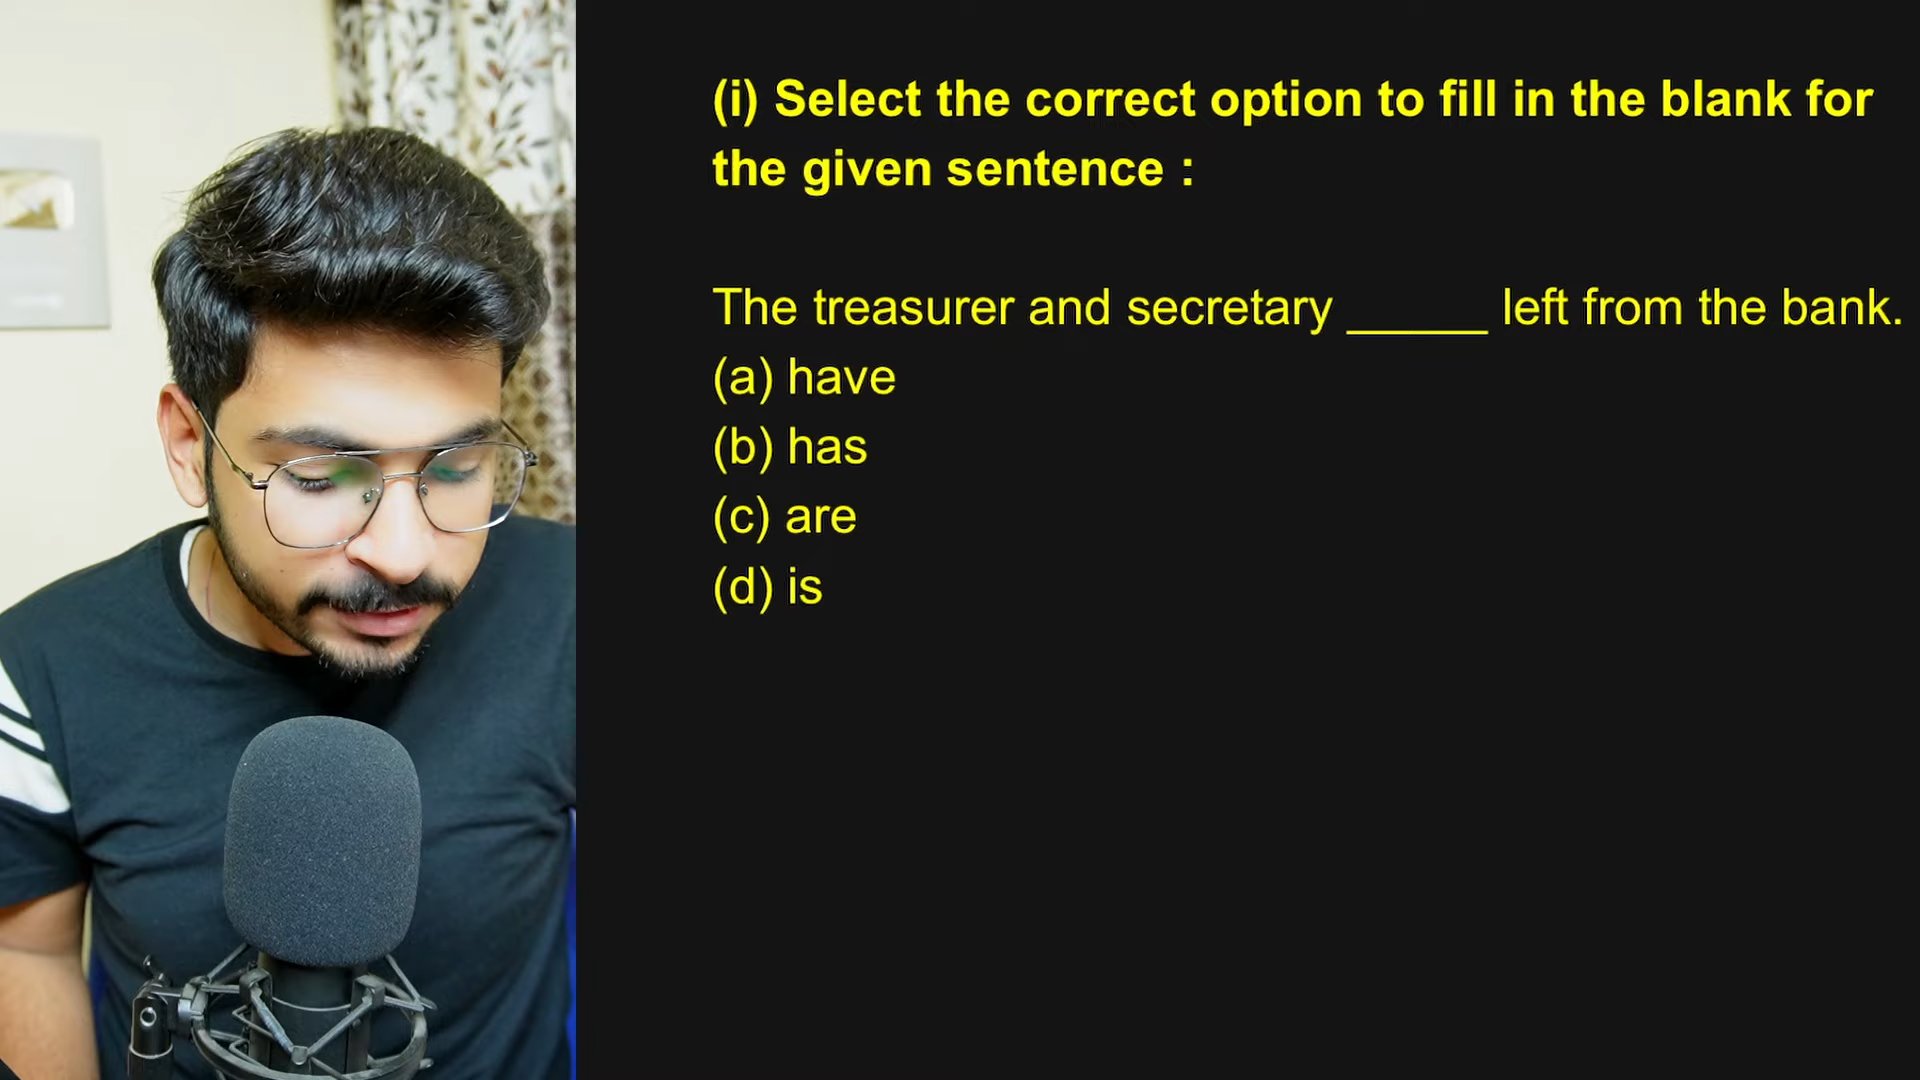 (i) Select the correct option to fill in the blank for
the given sentence :
The treasurer and secretary _____ left from the bank.
(a) have
(b) has
(c) are
(d) is